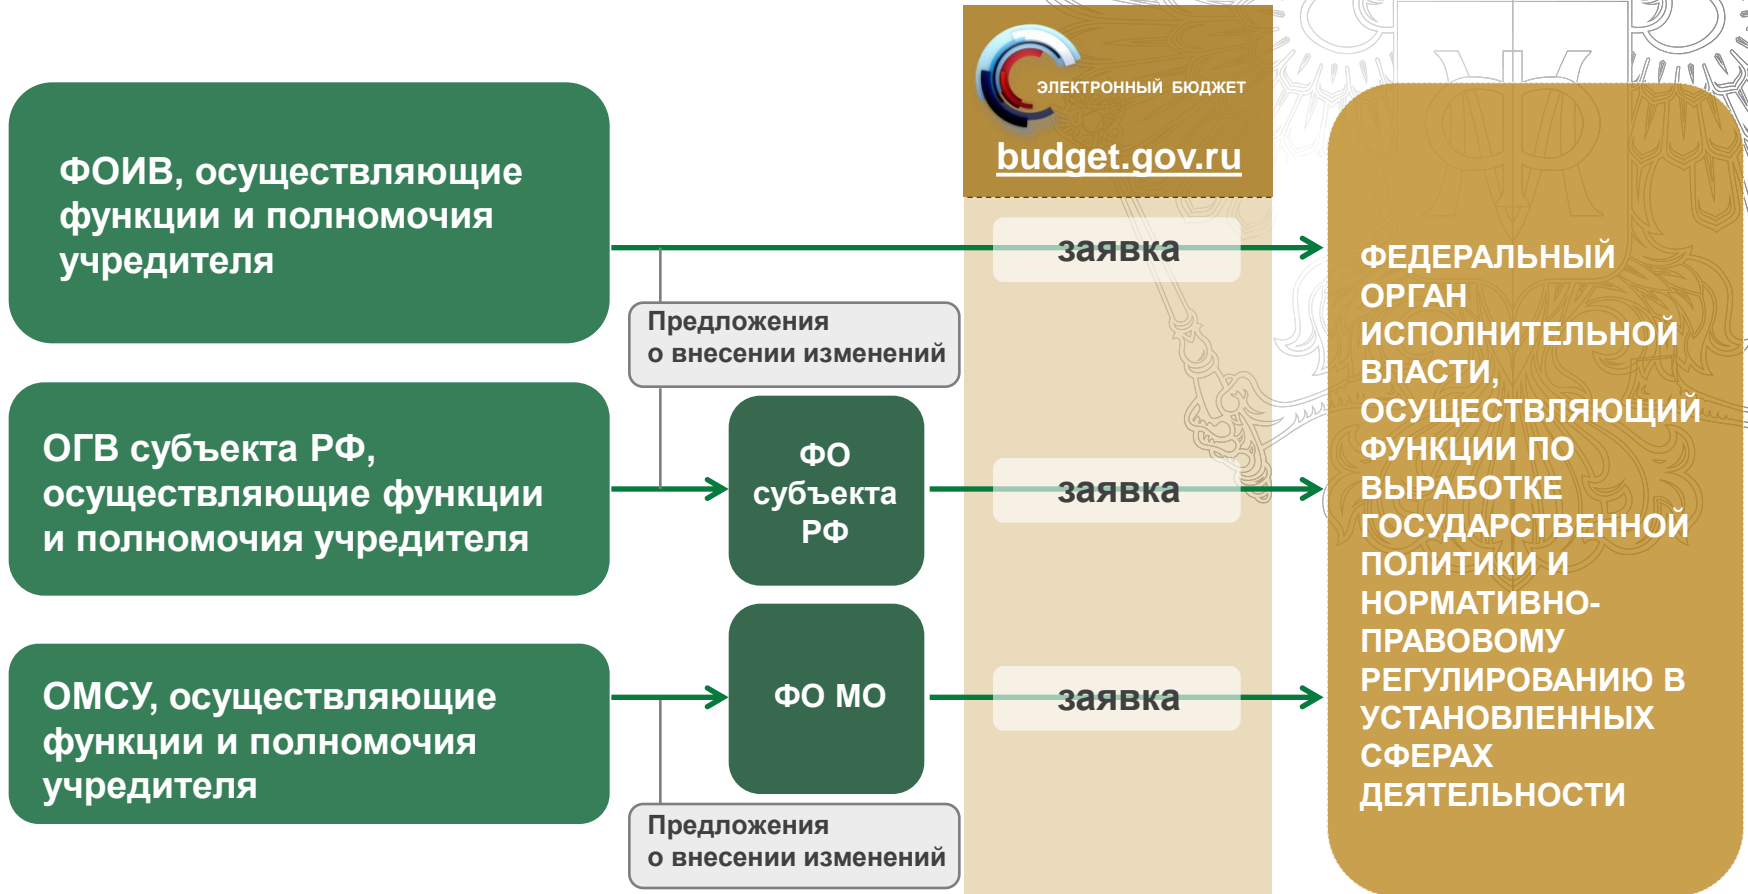 ЭЛЕКТРОННЫЙ БЮДЖЕТ
budget.gov.ru
ФОИВ, осуществляющие
функции и полномочия
учредителя
заявка
Предложения
о внесении изменений
ОГВ субъекта РФ,
осуществляющие функции
и полномочия учредителя
ФО
субъекта
РФ
заявка
ОМСУ, осуществляющие
функции и полномочия
учредителя
ФО МО
заявка
Предложения
о внесении изменений
ФЕДЕРАЛЬНЫЙ
ОРГАН
ИСПОЛНИТЕЛЬНОЙ
ВЛАСТИ,
ОСУЩЕСТВЛЯЮЩИЙ
ФУНКЦИИ ПО
ВЫРАБОТКЕ
ГОСУДАРСТВЕННОЙ
ПОЛИТИКИ И
НОРМАТИВНО-
ПРАВОВОМУ
РЕГУЛИРОВАНИЮ В
УСТАНОВЛЕННЫХ
СФЕРАХ
ДЕЯТЕЛЬНОСТИ